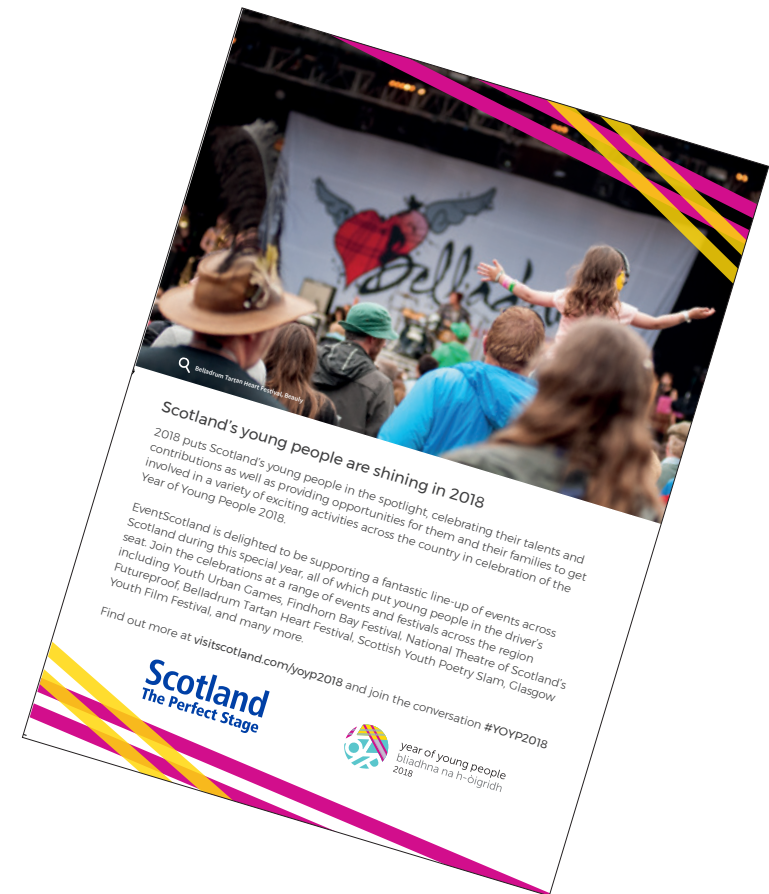 Belladrum Tartan Heart Festival, Beauly
Scotland's young people are shining in 2018
2018 puts Scotland's young people in the spotlight, celebrating their talents and
contributions as well as providing opportunities for them and their families to get
involved in a variety of exciting activities across the country in celebration of the
Year of Young People 2018.
EventScotland is delighted to be supporting a fantastic line-up of events across
Scotland during this special year, all of which put young people in the driver's
seat. Join the celebrations at a range of events and festivals across the region
including Youth Urban Games, Findhorn Bay Festival, National Theatre of Scotland's
Futureproof, Belladrum Tartan Heart Festival, Scottish Youth Poetry Slam, Glasgow
Youth Film Festival, and many more.
Find out more at visitscotland.com/yoyp2018 and join the conversation #YOYP2018
Scotland
The Perfect Stage
year of young people
bliadhna na h-òigridh
2018